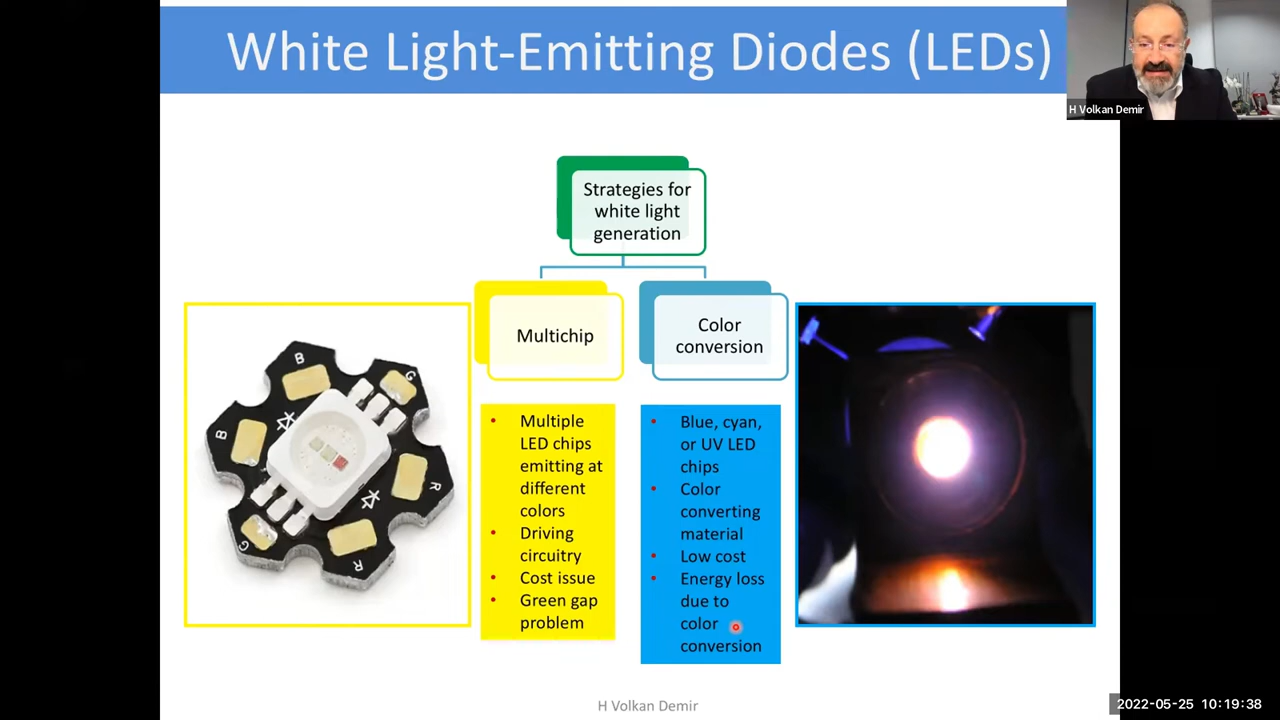 White Light-Emitting Diodes (LEDs)
H Volkan Demir
Strategies for
white light
generation
Multichip
Color
conversion
B
G
B
R
G
R
• Multiple
LED chips
emitting at
different
colors
• Driving
circuitry
• Cost issue
• Green gap
problem
• Blue, cyan,
or UV LED
chips
• Color
converting
material
• Low cost
• Energy loss
due to
color
conversion
H Volkan Demir
2022-05-25 10:19:38